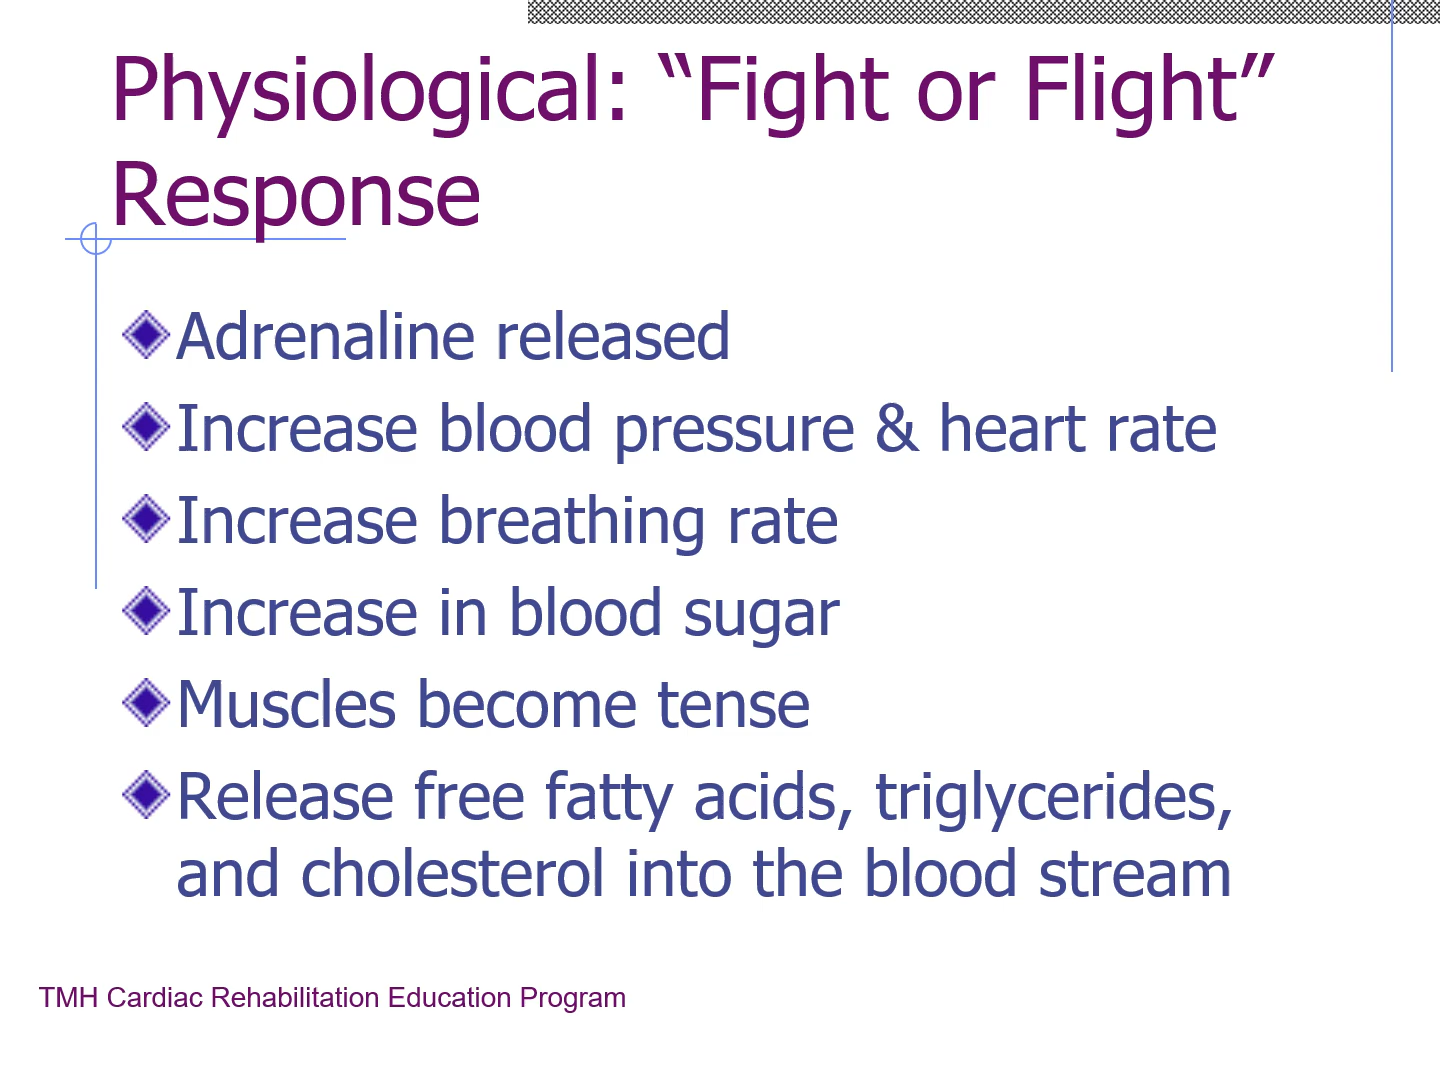 Physiological: “Fight or Flight”
Response
Adrenaline released
Increase blood pressure & heart rate
Increase breathing rate
Increase in blood sugar
Muscles become tense
Release free fatty acids, triglycerides,
and cholesterol into the blood stream
TMH Cardiac Rehabilitation Education Program